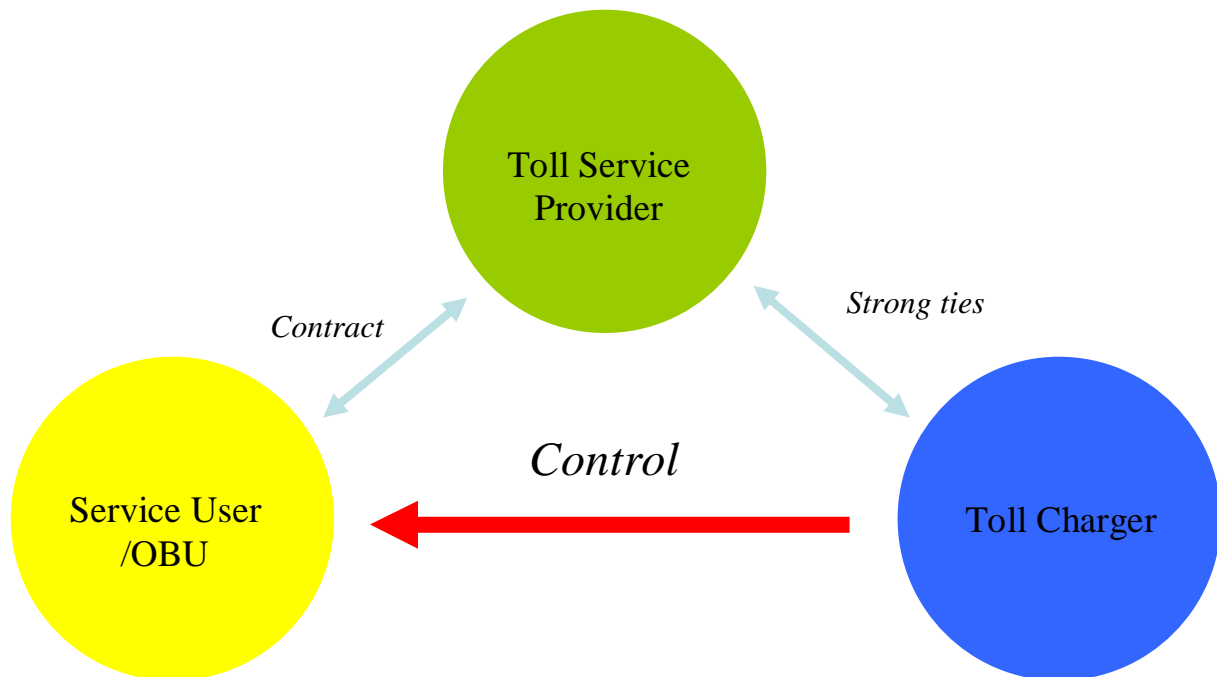 Toll Service
Provider
Contract
Strong ties
Control
Service User
/OBU
Toll Charger